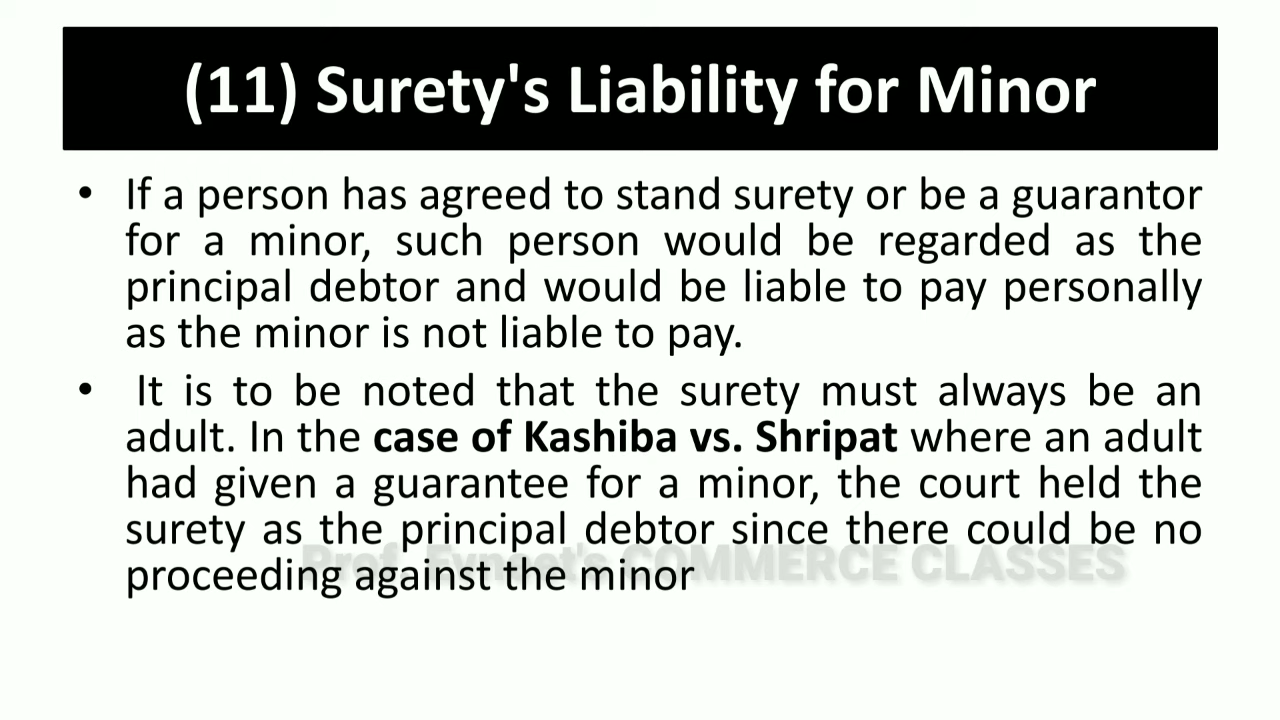 (11) Surety's Liability for Minor
• If a person has agreed to stand surety or be a guarantor
for a minor, such person would be regarded as the
principal debtor and would be liable to pay personally
as the minor is not liable to pay.
• It is to be noted that the surety must always be an
adult. In the case of Kashiba vs. Shripat where an adult
had given a guarantee for a minor, the court held the
surety as the principal debtor since there could be no
proceeding against the minor
Prof. COMMERCE CLASSES